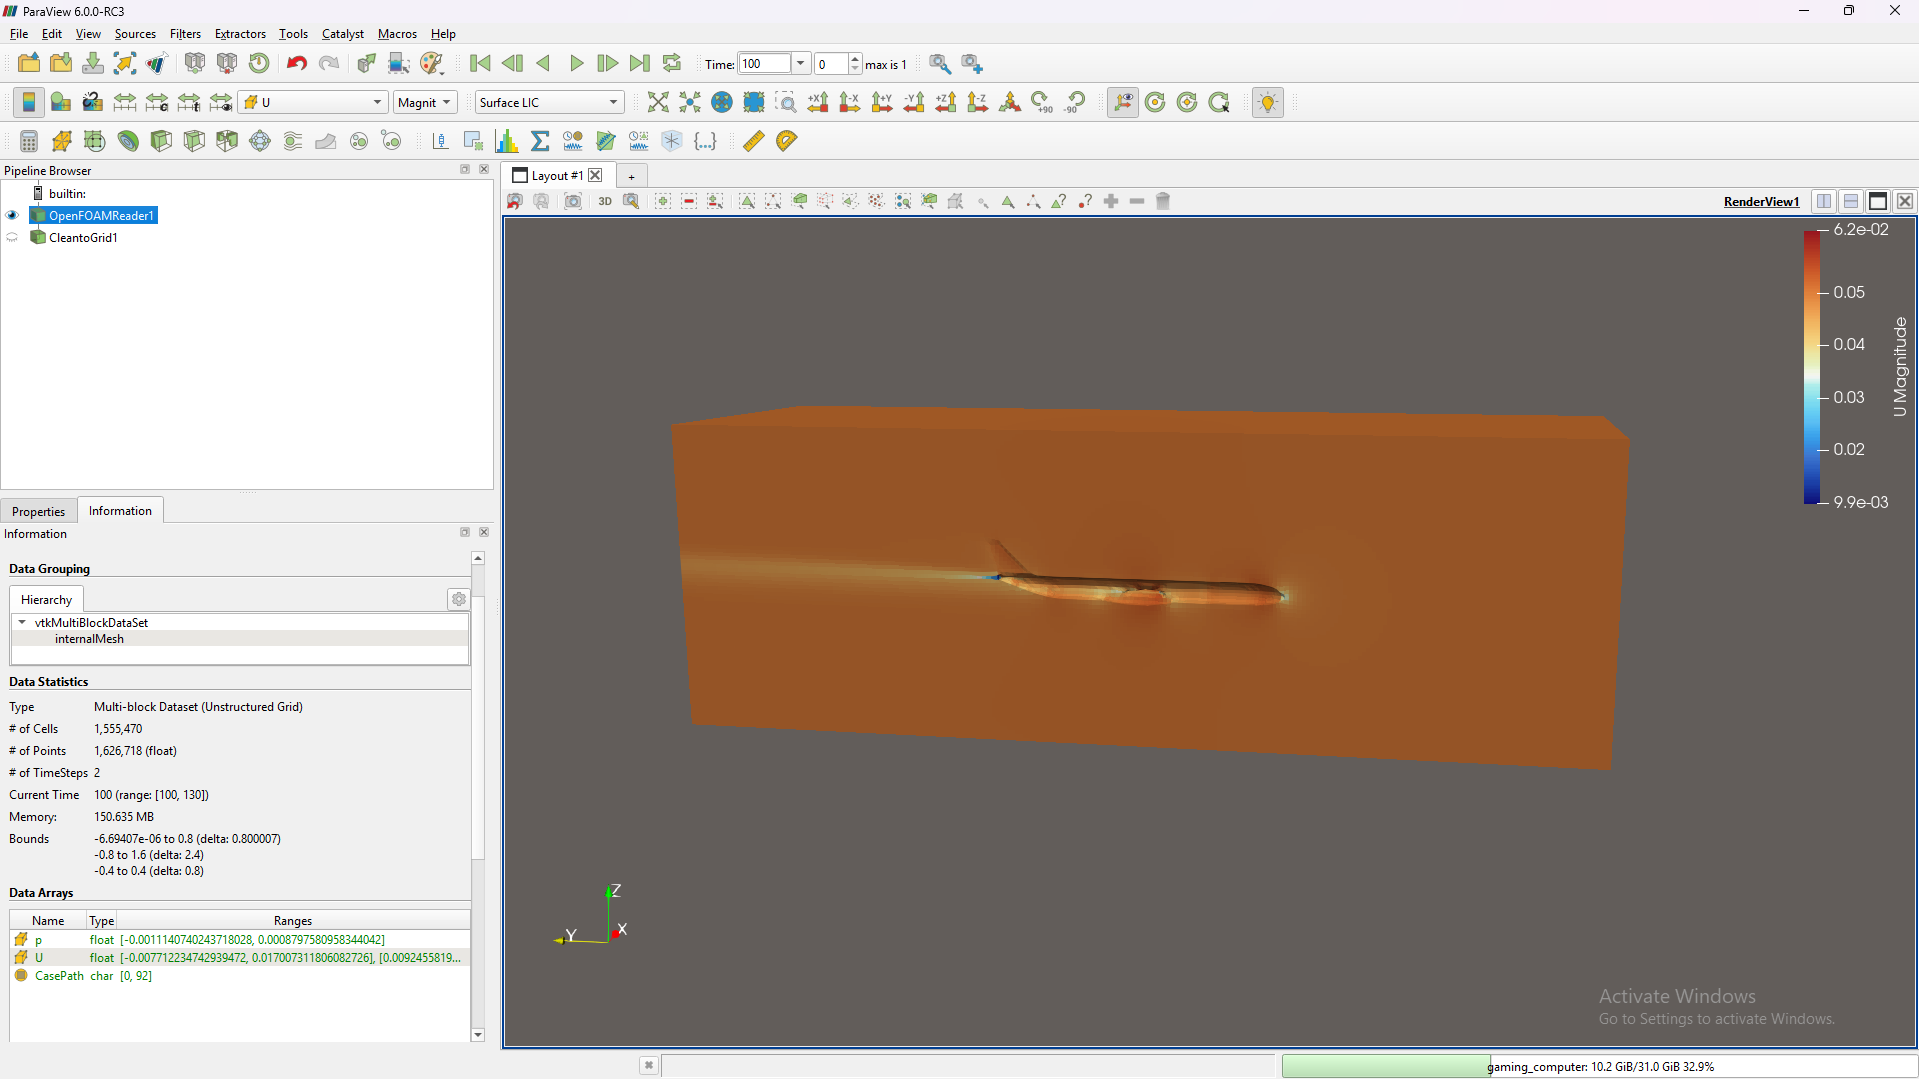 ParaView 6.0.0-RC3
File Edit View Sources Filters Extractors Tools Catalyst Macros Help
Time: 100 0 max is 1
U Magnit Surface LIC +X -X +Y -Y +Z -Z +90 -90
Pipeline Browser
builtin:
OpenFOAMReader1
CleantoGrid1
Properties Information
Information
Data Grouping
Hierarchy
vtkMultiBlockDataSet
internalMesh
Data Statistics
Type Multi-block Dataset (Unstructured Grid)
# of Cells 1,555,470
# of Points 1,626,718 (float)
# of TimeSteps 2
Current Time 100 (range: [100, 130])
Memory: 150.635 MB
Bounds -6.69407e-06 to 0.8 (delta: 0.800007)
-0.8 to 1.6 (delta: 2.4)
-0.4 to 0.4 (delta: 0.8)
Data Arrays
Name Type Ranges
p float [-0.0011140740243718028, 0.0008797580958344042]
U float [-0.007712234742939472, 0.017007311806082726], [0.0092455819...
CasePath char [0, 92]
Layout #1 +
3D RenderView1
6.2e-02
0.05
0.04
0.03
0.02
9.9e-03
U Magnitude
Z
Y
X
Activate Windows
Go to Settings to activate Windows.
gaming_computer: 10.2 GiB/31.0 GiB 32.9%